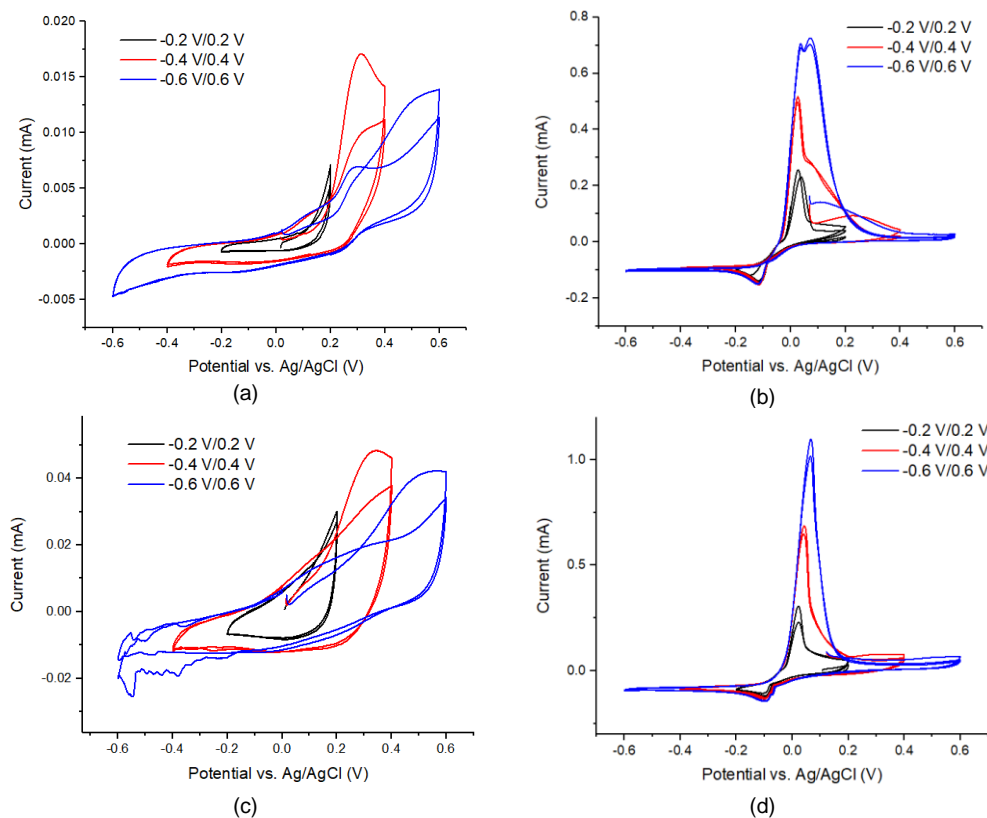 0.020
0.015
0.010
0.005
0.000
-0.005
Current (mA)
-0.2 V/0.2 V
-0.4 V/0.4 V
-0.6 V/0.6 V
-0.6 -0.4 -0.2 0.0 0.2 0.4 0.6
Potential vs. Ag/AgCl (V)
(a)
0.8
0.6
0.4
0.2
0.0
-0.2
Current (mA)
-0.2 V/0.2 V
-0.4 V/0.4 V
-0.6 V/0.6 V
-0.6 -0.4 -0.2 0.0 0.2 0.4 0.6
Potential vs. Ag/AgCl (V)
(b)
0.04
0.02
0.00
-0.02
Current (mA)
-0.2 V/0.2 V
-0.4 V/0.4 V
-0.6 V/0.6 V
-0.6 -0.4 -0.2 0.0 0.2 0.4 0.6
Potential vs. Ag/AgCl (V)
(c)
1.0
0.5
0.0
Current (mA)
-0.2 V/0.2 V
-0.4 V/0.4 V
-0.6 V/0.6 V
-0.6 -0.4 -0.2 0.0 0.2 0.4 0.6
Potential vs. Ag/AgCl (V)
(d)